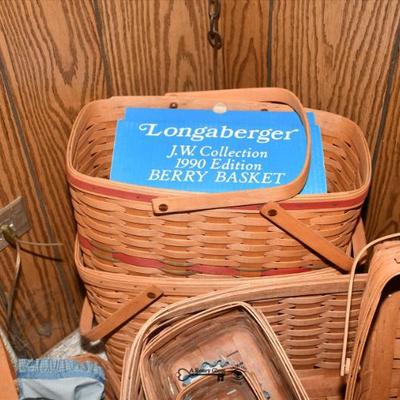 Longaberger
J.W. Collection
1990 Edition
BERRY BASKET